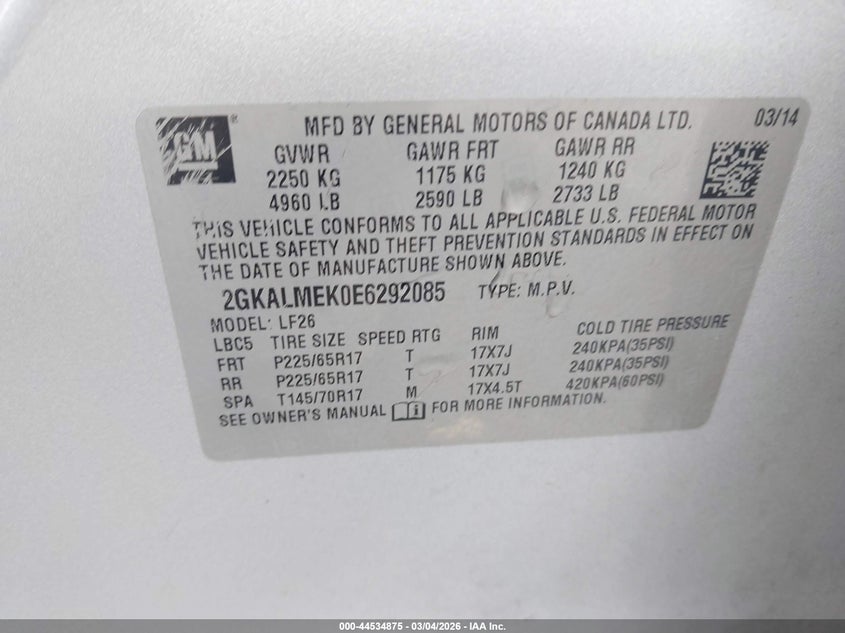 GM®
MFD BY GENERAL MOTORS OF CANADA LTD. 03/14
GVWR GAWR FRT GAWR RR
2250 KG 1175 KG 1240 KG
4960 LB 2590 LB 2733 LB
THIS VEHICLE CONFORMS TO ALL APPLICABLE U.S. FEDERAL MOTOR
VEHICLE SAFETY AND THEFT PREVENTION STANDARDS IN EFFECT ON
THE DATE OF MANUFACTURE SHOWN ABOVE.
2GKALMEK0E6292085 TYPE: M.P.V.
MODEL: LF26
LBC5 TIRE SIZE SPEED RTG RIM COLD TIRE PRESSURE
FRT P225/65R17 T 17X7J 240KPA(35PSI)
RR P225/65R17 T 17X7J 240KPA(35PSI)
SPA T145/70R17 M 17X4.5T 420KPA(60PSI)
SEE OWNER'S MANUAL i FOR MORE INFORMATION.
000-44534875 - 03/04/2026 - IAA Inc.